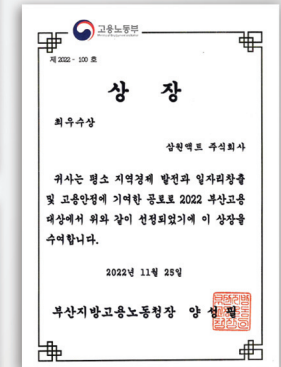 고용노동부
제 2022 - 100 호
상 장
최우수상
삼원액트 주식회사
귀사는 평소 지역경제 발전과 일자리창출
및 고용안정에 기여한 공로로 2022 부산고용
대상에서 위와 같이 선정되었기에 이 상장을
수여합니다.
2022년 11월 25일
부산지방고용노동청장 양성필